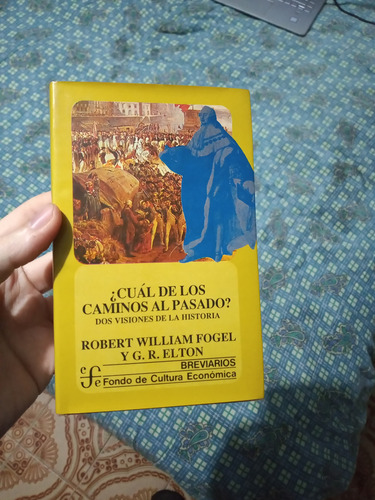 ¿CUÁL DE LOS
CAMINOS AL PASADO?
DOS VISIONES DE LA HISTORIA
ROBERT WILLIAM FOGEL
Y G. R. ELTON
BREVIARIOS
cfe Fondo de Cultura Económica